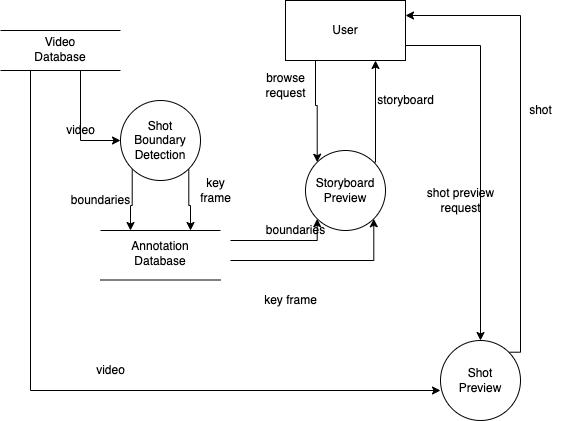 User
Video
Database
browse
request
storyboard
shot
video
Shot
Boundary
Detection
boundaries
key
frame
Storyboard
Preview
shot preview
request
boundaries
Annotation
Database
key frame
video
Shot
Preview